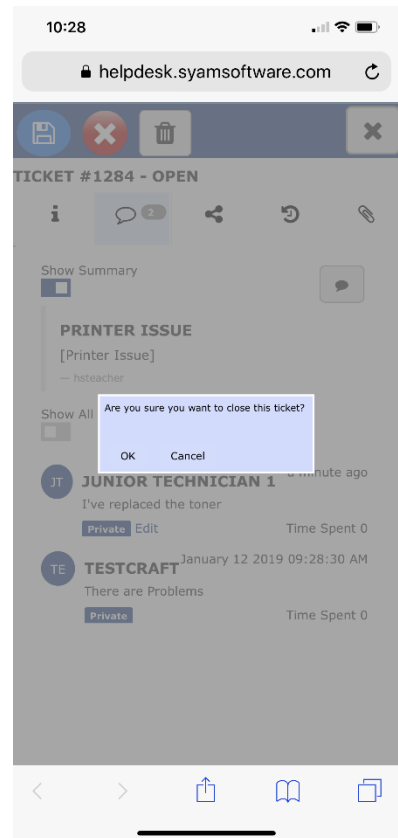 10:28
helpdesk.syamsoftware.com
TICKET #1284 - OPEN
2
Show Summary
PRINTER ISSUE
[Printer Issue]
— hsteacher
Show All
Are you sure you want to close this ticket?
OK Cancel
a minute ago
JT JUNIOR TECHNICIAN 1
I've replaced the toner
Private Edit Time Spent 0
January 12 2019 09:28:30 AM
TE TESTCRAFT
There are Problems
Private Time Spent 0